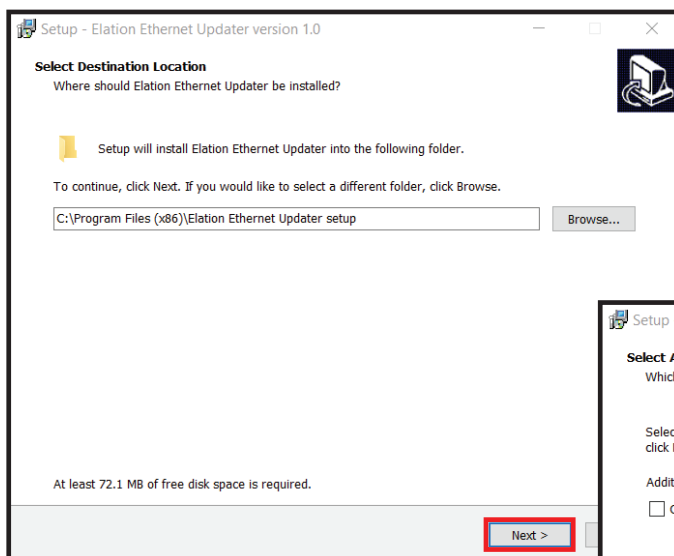 Setup - Elation Ethernet Updater version 1.0
Select Destination Location
Where should Elation Ethernet Updater be installed?
Setup will install Elation Ethernet Updater into the following folder.
To continue, click Next. If you would like to select a different folder, click Browse.
C:\Program Files (x86)\Elation Ethernet Updater setup
Browse...
At least 72.1 MB of free disk space is required.
Next >
Setup
Select
click